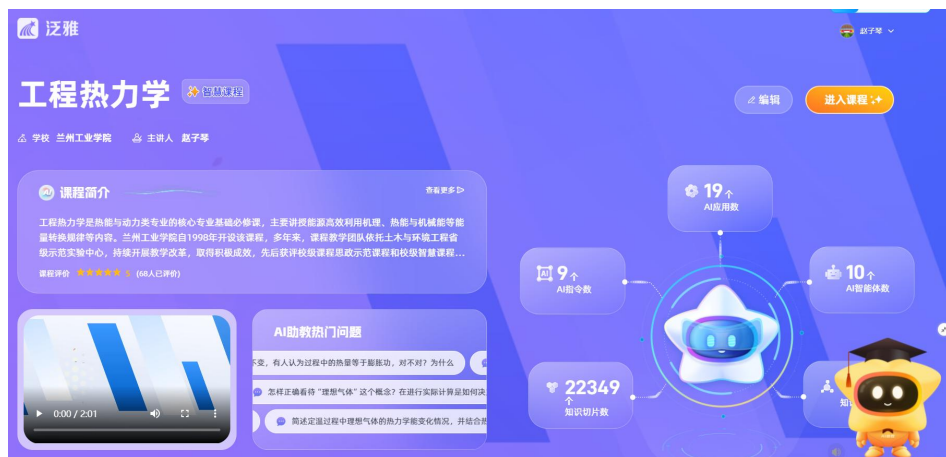 泛雅
赵子琴
工程热力学
智慧课程
编辑
进入课程
学校 兰州工业学院 主讲人 赵子琴
课程简介
查看更多
工程热力学是热能与动力类专业的核心专业基础必修课，主要讲授能源高效利用机理、热能与机械能等能
量转换规律等内容。兰州工业学院自1998年开设该课程，多年来，课程教学团队依托土木与环境工程省
级示范实验中心，持续开展教学改革，取得积极成效，先后获评校级课程思政示范课程和校级智慧课程...
课程评价 ★★★★★ 5 (68人已评价)
0:00 / 2:01
AI助教热门问题
不变，有人认为过程中的热量等于膨胀功，对不对？为什么
怎样正确看待"理想气体"这个概念？在进行实际计算是如何决
简述定温过程中理想气体的热力学能变化情况，并结合热
19个
AI应用数
AI
9个
AI指令数
10个
AI智能体数
22349
个
知识切片数
知